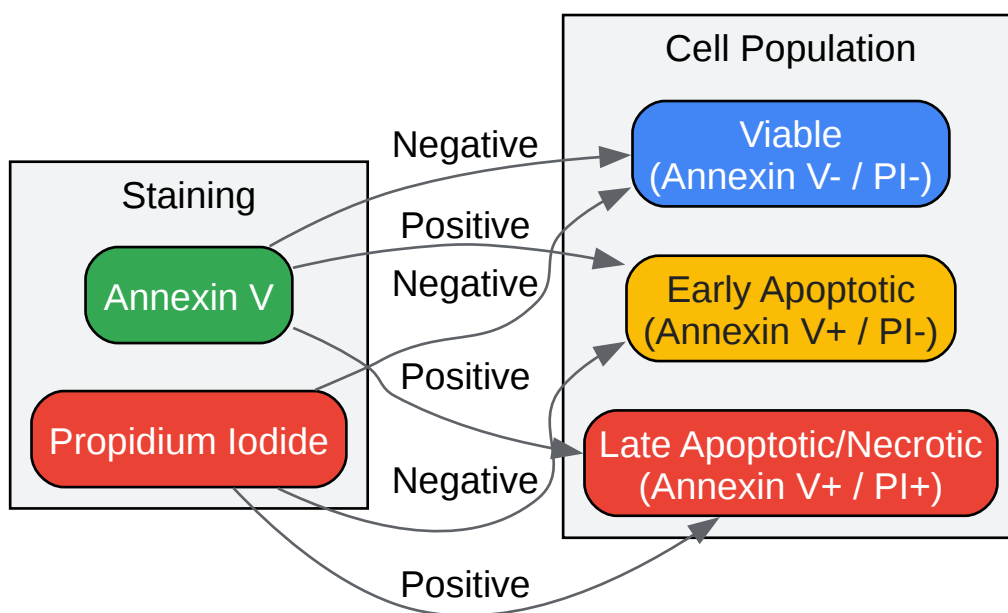 Staining
Annexin V
Propidium Iodide
Negative
Positive
Negative
Positive
Negative
Positive
Cell Population
Viable
(Annexin V- / PI-)
Early Apoptotic
(Annexin V+ / PI-)
Late Apoptotic/Necrotic
(Annexin V+ / PI+)